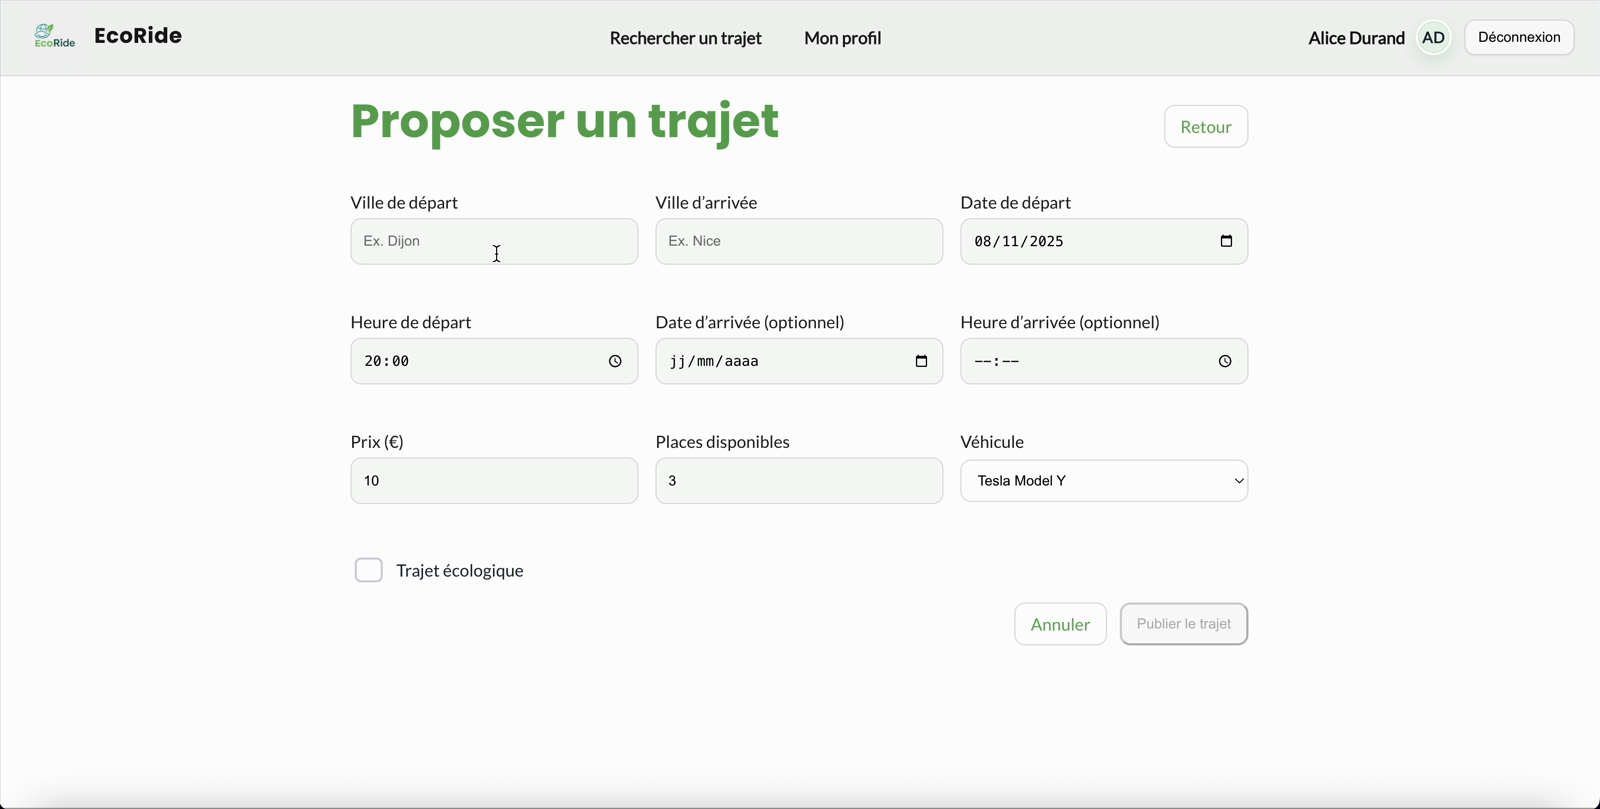 EcoRide
EcoRide
Rechercher un trajet
Mon profil
Alice Durand
AD
Déconnexion
Proposer un trajet
Retour
Ville de départ
Ville d’arrivée
Date de départ
Ex. Dijon
Ex. Nice
08/11/2025
Heure de départ
Date d’arrivée (optionnel)
Heure d’arrivée (optionnel)
20:00
jj/mm/aaaa
--:--
Prix (€)
Places disponibles
Véhicule
10
3
Tesla Model Y
Trajet écologique
Annuler
Publier le trajet